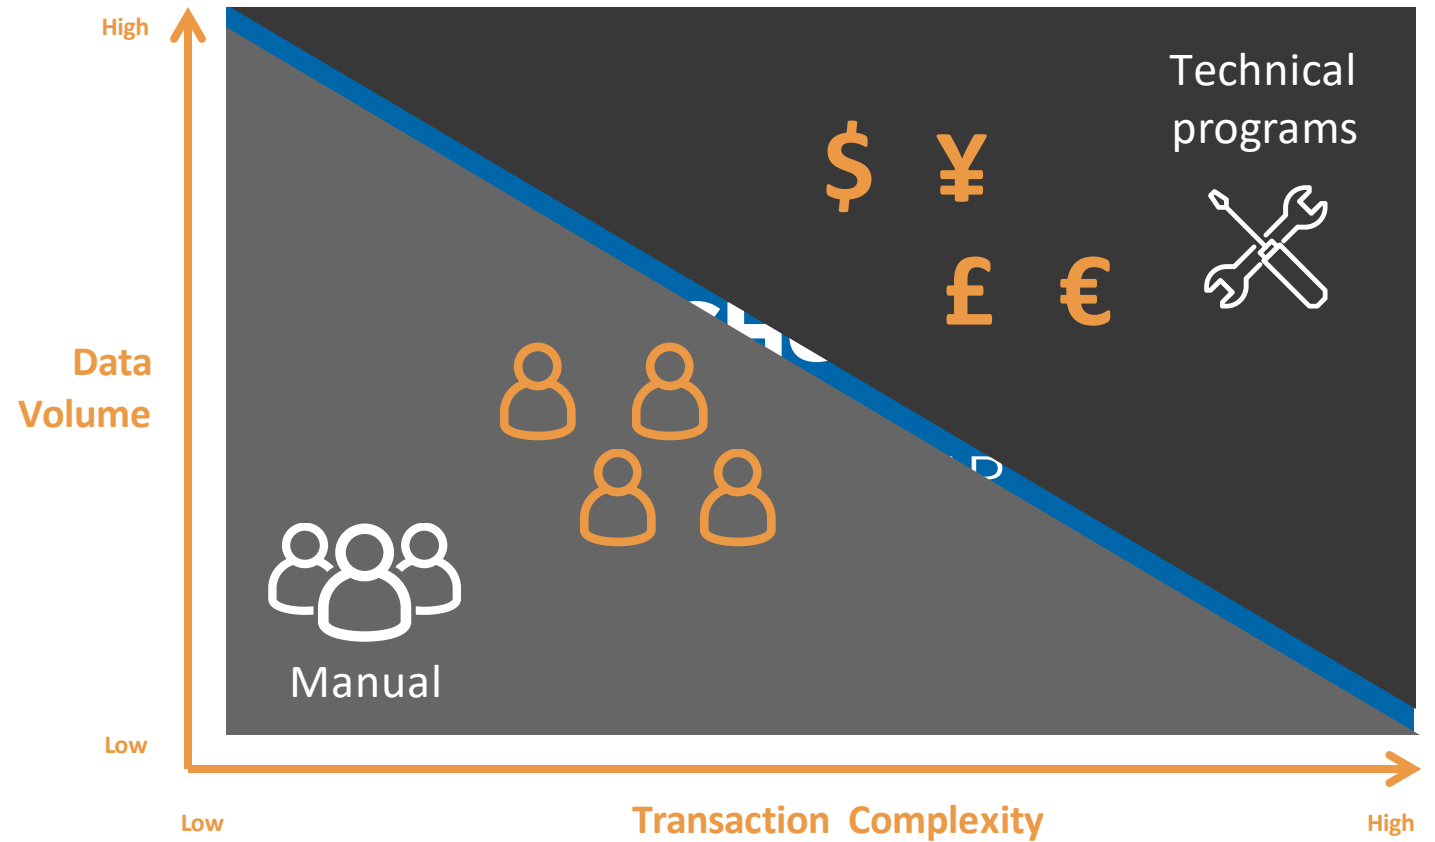 High
Technical
programs
$ ¥
£ €
Data
Volume
Manual
Low
Low
Transaction Complexity
High